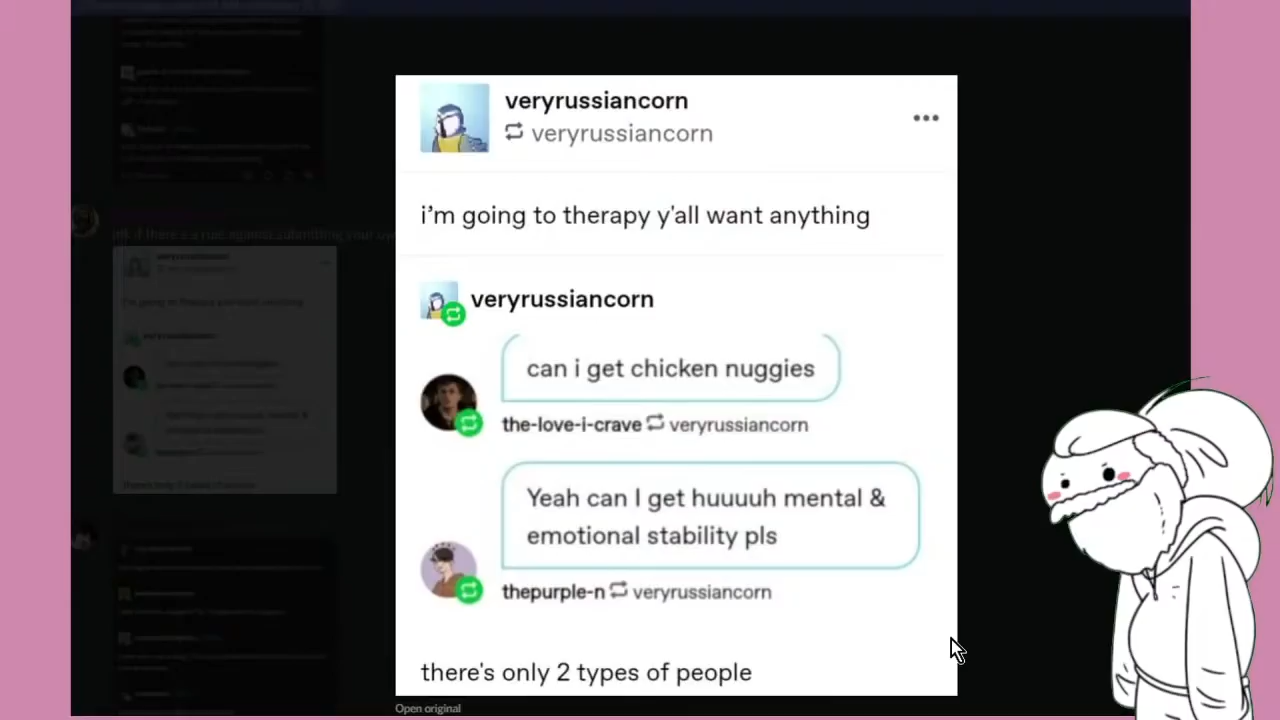 veryrussiancorn
veryrussiancorn
i'm going to therapy y'all want anything
veryrussiancorn
can i get chicken nuggies
the-love-i-crave veryrussiancorn
Yeah can I get huuuuh mental &
emotional stability pls
thepurple-n veryrussiancorn
there's only 2 types of people
Open original